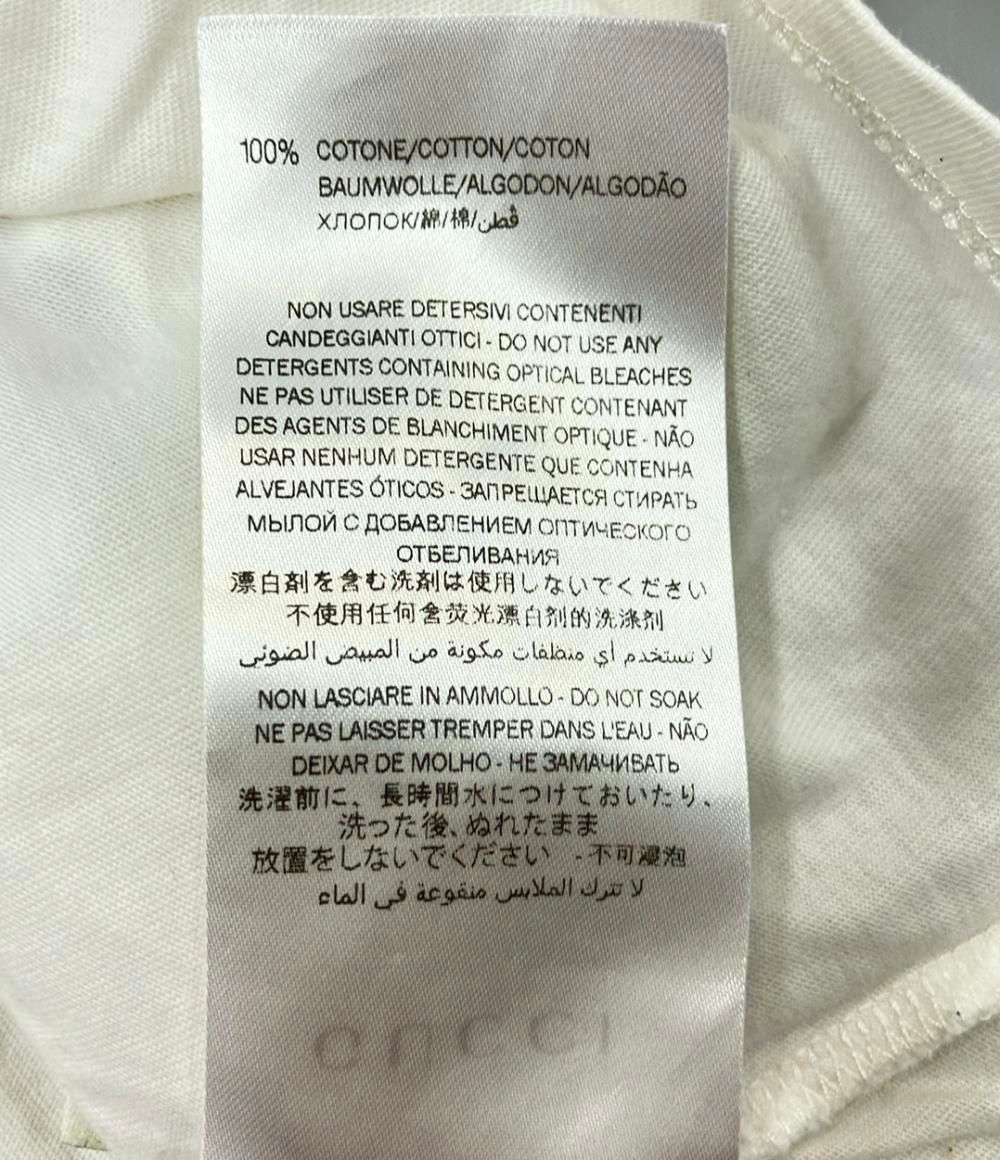 100% COTONE/COTTON/COTON
BAUMWOLLE/ALGODON/ALGODÃO
ХЛОПОК/綿/棉/قطن
NON USARE DETERSIVI CONTENENTI
CANDEGGIANTI OTTICI - DO NOT USE ANY
DETERGENTS CONTAINING OPTICAL BLEACHES
NE PAS UTILISER DE DETERGENT CONTENANT
DES AGENTS DE BLANCHIMENT OPTIQUE - NÃO
USAR NENHUM DETERGENTE QUE CONTENHA
ALVEJANTES ÓTICOS - ЗАПРЕЩАЕТСЯ СТИРАТЬ
МЫЛОЙ С ДОБАВЛЕНИЕМ ОПТИЧЕСКОГО
ОТБЕЛИВАНИЯ
漂白剤を含む洗剤は使用しないでください
不使用任何含荧光漂白剂的洗涤剂
لا تستخدم أي منظفات مكونة من المبيض الضوئى
NON LASCIARE IN AMMOLLO - DO NOT SOAK
NE PAS LAISSER TREMPER DANS L'EAU - NÃO
DEIXAR DE MOLHO - НЕ ЗАМАЧИВАТЬ
洗濯前に、長時間水につけておいたり、
洗った後、ぬれたまま
放置をしないでください - 不可浸泡
لا تترك الملابس منقوعة فى الماء